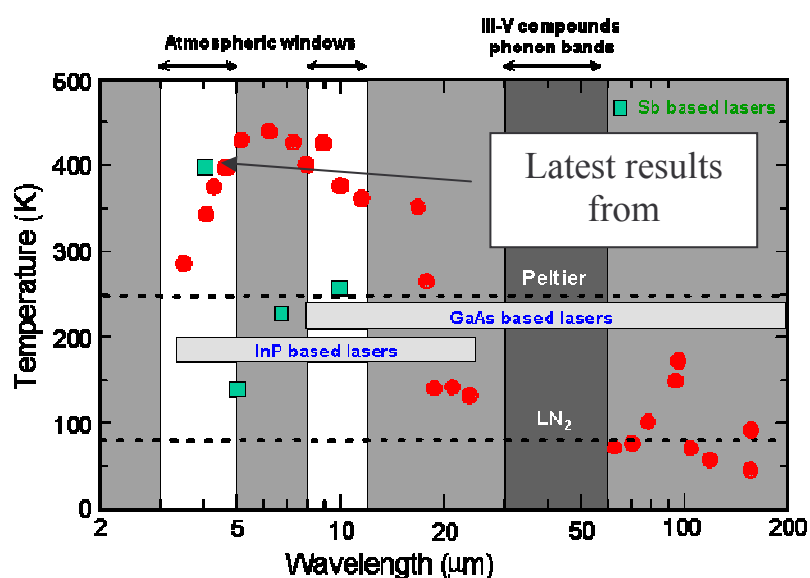 III-V compounds
phonon bands
Atmospheric windows
500
400
300
200
100
0
Temperature (K)
Sb based lasers
Latest results
from
Peltier
GaAs based lasers
InP based lasers
LN₂
2
5
10
20
50
100
200
Wavelength (μm)